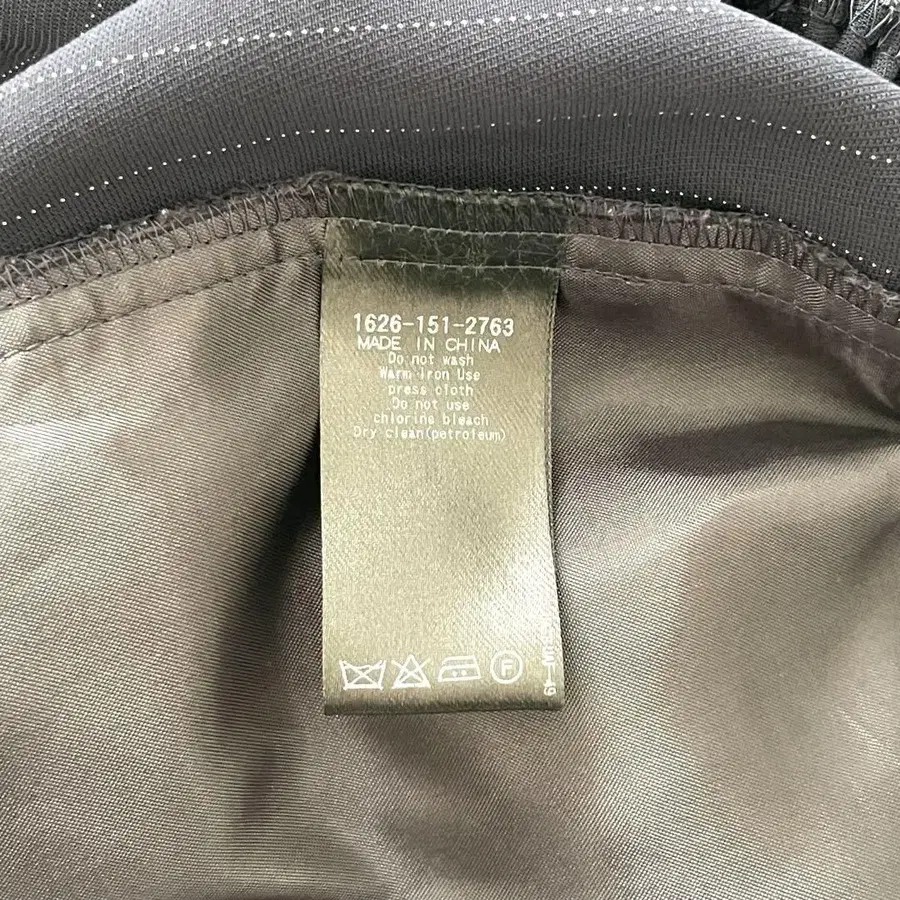 1626-151-2763
MADE IN CHINA
Do not wash
Warm Iron Use
press cloth
Do not use
chlorine bleach
Dry clean(petroleum)
F